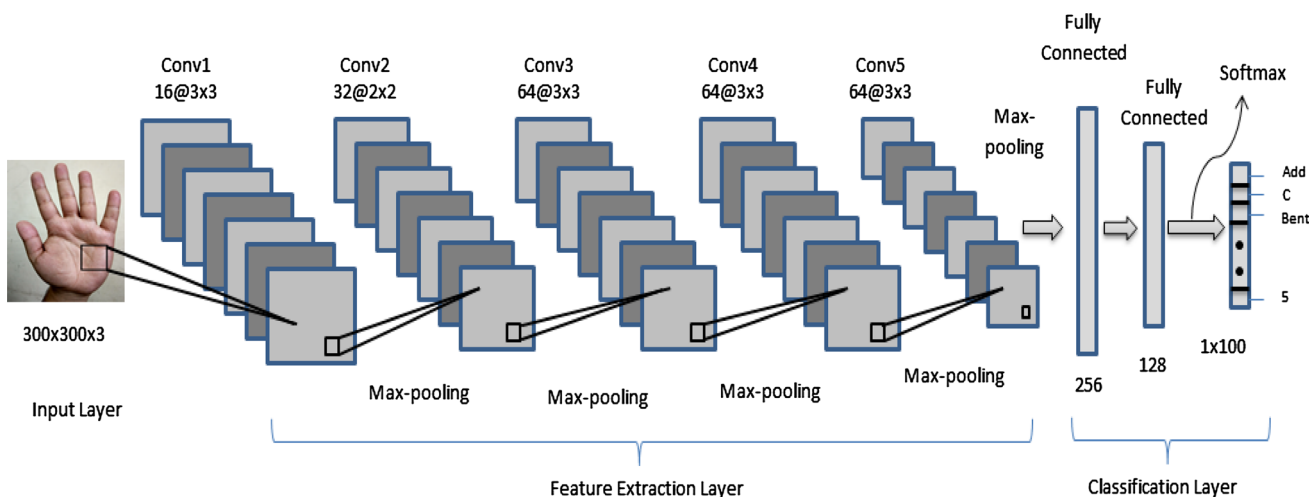 Conv1
16@3x3
Conv2
32@2x2
Conv3
64@3x3
Conv4
64@3x3
Conv5
64@3x3
Max-
pooling
Fully
Connected
Fully
Connected
Softmax
Add
C
Bent
5
300x300x3
Input Layer
Max-pooling
Max-pooling
Max-pooling
Max-pooling
256
128
1x100
Feature Extraction Layer
Classification Layer